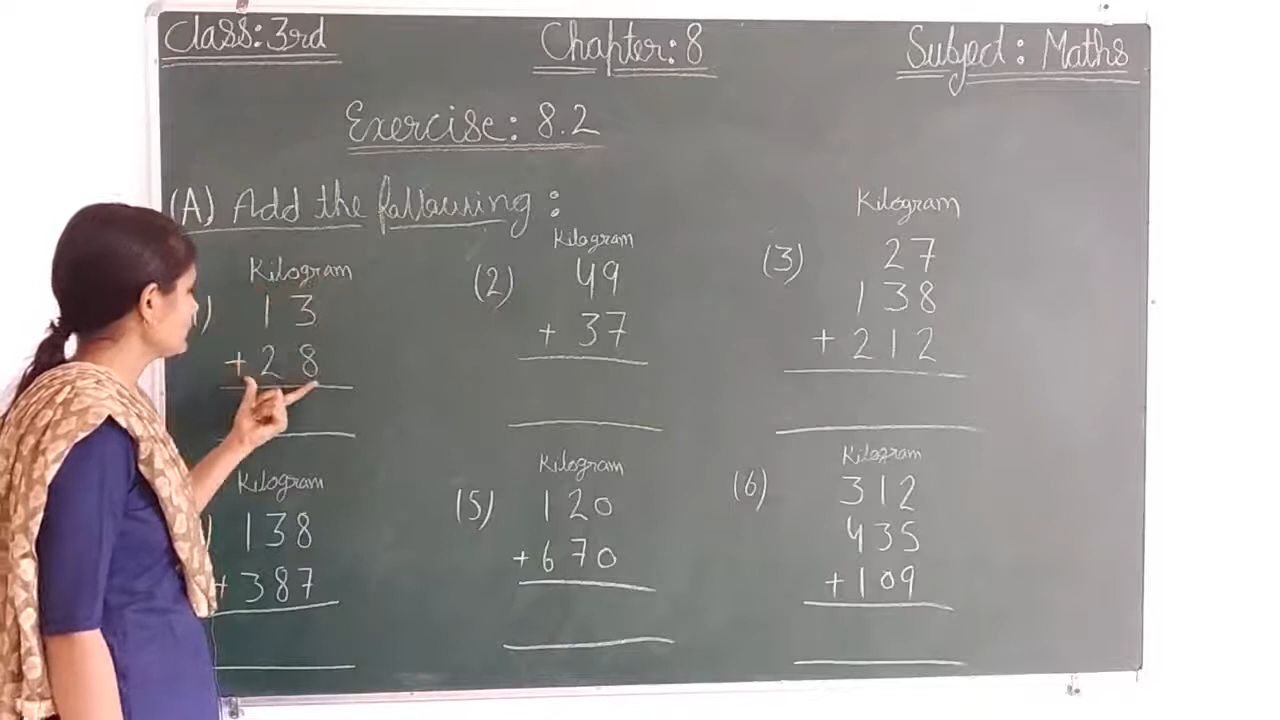 Class: 3rd
Chapter: 8
Subject: Maths
Exercise: 8.2
(A) Add the following:
Kilogram
13
+ 28
(2)
Kilogram
49
+ 37
(3)
Kilogram
27
138
+ 212
Kilogram
138
+ 387
(5)
Kilogram
120
+ 670
(6)
Kilogram
312
435
+ 109